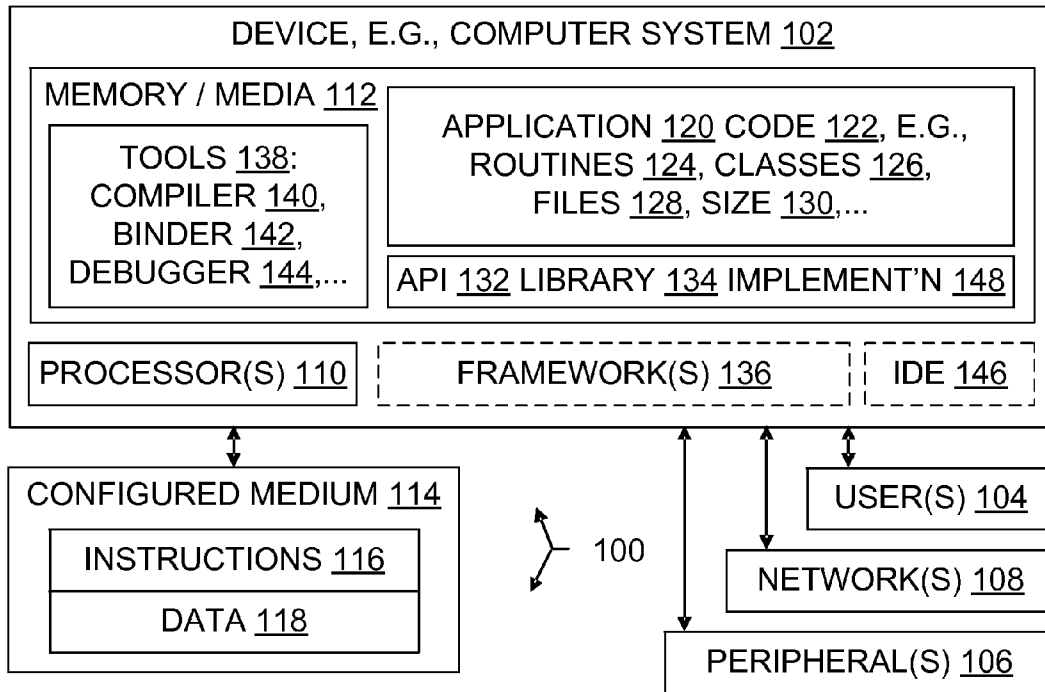 DEVICE, E.G., COMPUTER SYSTEM 102
MEMORY / MEDIA 112
TOOLS 138:
COMPILER 140,
BINDER 142,
DEBUGGER 144,...
APPLICATION 120 CODE 122, E.G.,
ROUTINES 124, CLASSES 126,
FILES 128, SIZE 130,...
API 132 LIBRARY 134 IMPLEMENT'N 148
PROCESSOR(S) 110
FRAMEWORK(S) 136
IDE 146
CONFIGURED MEDIUM 114
INSTRUCTIONS 116
DATA 118
100
USER(S) 104
NETWORK(S) 108
PERIPHERAL(S) 106